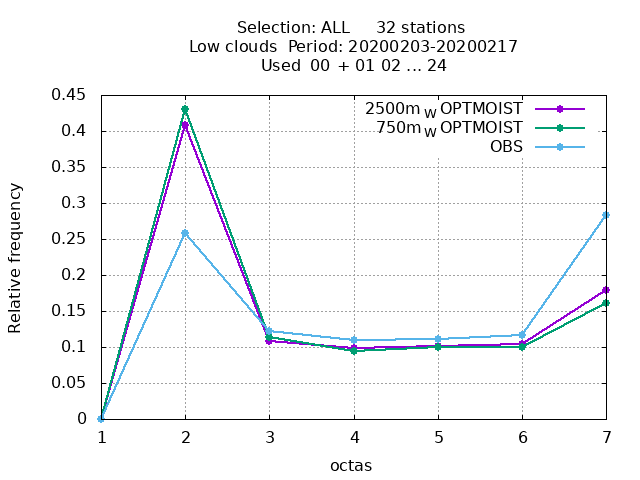 Selection: ALL 32 stations
Low clouds Period: 20200203-20200217
Used 00 + 01 02 ... 24
0.45
0.4
0.35
0.3
0.25
0.2
0.15
0.1
0.05
0
Relative frequency
2500m W OPTMOIST
750m W OPTMOIST
OBS
1 2 3 4 5 6 7
octas